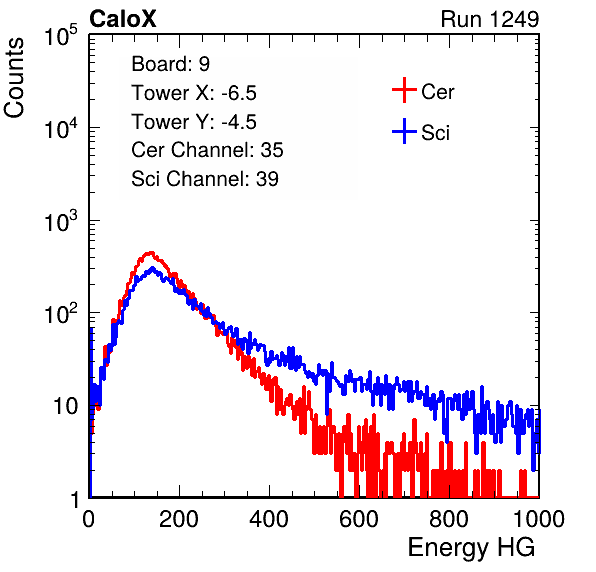 CaloX Run 1249
Counts
Board: 9
Tower X: -6.5
Tower Y: -4.5
Cer Channel: 35
Sci Channel: 39
Cer
Sci
10^5
10^4
10^3
10^2
10
1
0 200 400 600 800 1000
Energy HG